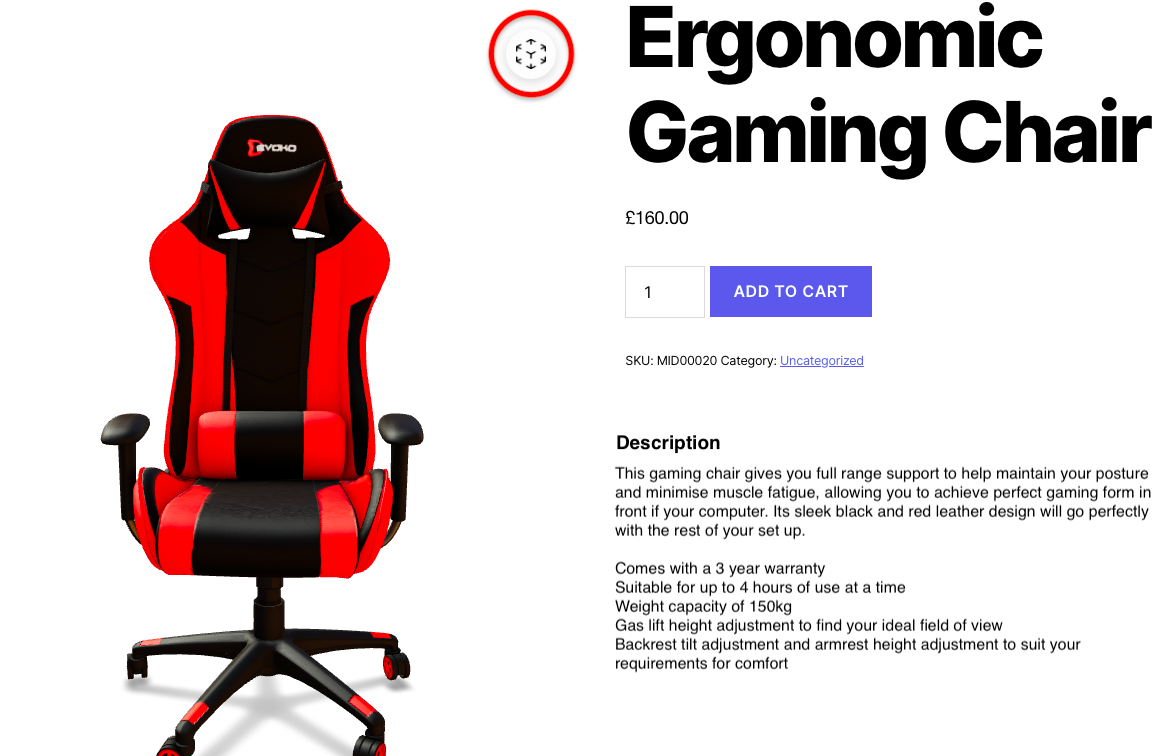 Ergonomic
Gaming Chair
EVOKO
£160.00
1
ADD TO CART
SKU: MID00020 Category: Uncategorized
Description
This gaming chair gives you full range support to help maintain your posture
and minimise muscle fatigue, allowing you to achieve perfect gaming form in
front if your computer. Its sleek black and red leather design will go perfectly
with the rest of your set up.
Comes with a 3 year warranty
Suitable for up to 4 hours of use at a time
Weight capacity of 150kg
Gas lift height adjustment to find your ideal field of view
Backrest tilt adjustment and armrest height adjustment to suit your
requirements for comfort